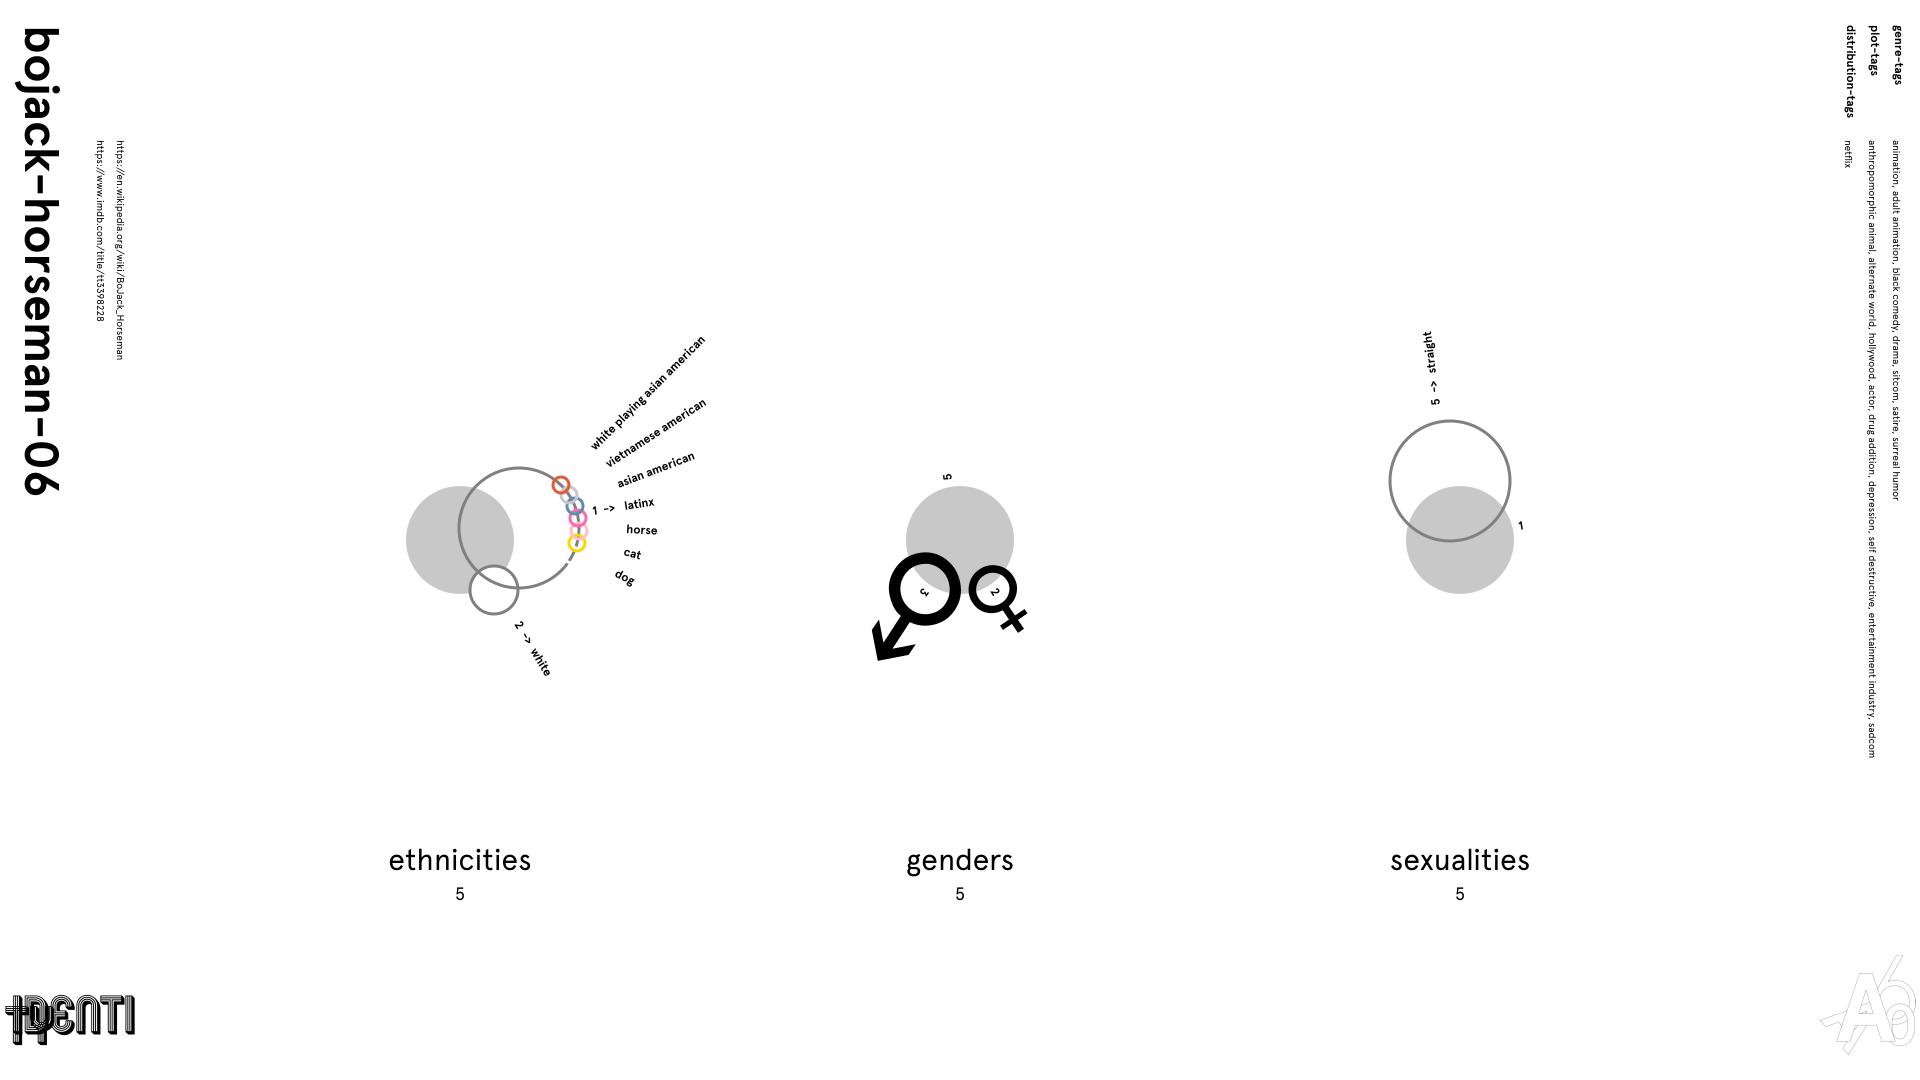 bojack-horseman-06
https://en.wikipedia.org/wiki/BoJack_Horseman
https://www.imdb.com/title/tt3398228
genre-tags
animation, adult animation, black comedy, drama, sitcom, satire, surreal humor
plot-tags
anthropomorphic animal, alternate world, hollywood, actor, drug addition, depression, self destructive, entertainment industry, sadcom
distribution-tags
netflix
white playing asian american
vietnamese american
asian american
1 -> latinx
horse
cat
dog
2 -> white
5
3
2
5 -> straight
1
ethnicities
5
genders
5
sexualities
5
IDENTI